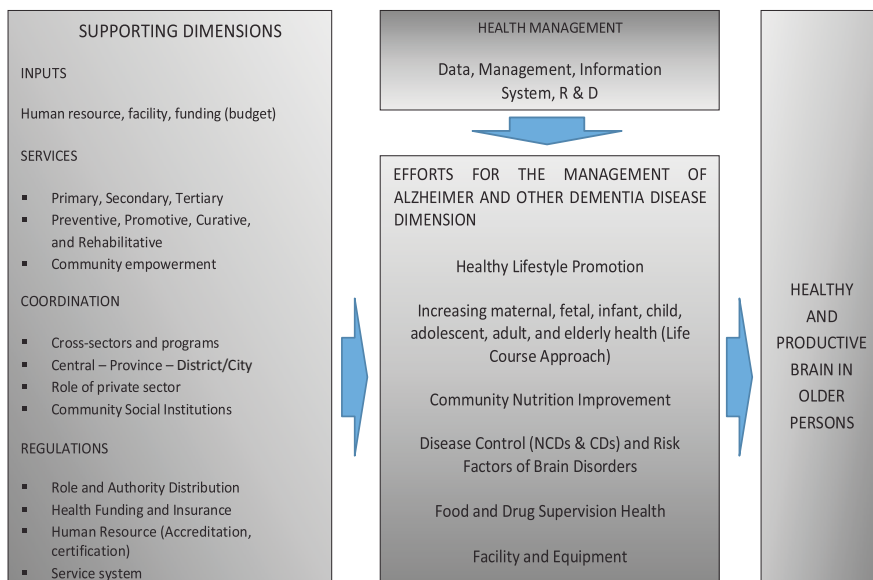 SUPPORTING DIMENSIONS
INPUTS
Human resource, facility, funding (budget)
SERVICES
▪ Primary, Secondary, Tertiary
▪ Preventive, Promotive, Curative,
and Rehabilitative
▪ Community empowerment
COORDINATION
▪ Cross-sectors and programs
▪ Central – Province – District/City
▪ Role of private sector
▪ Community Social Institutions
REGULATIONS
▪ Role and Authority Distribution
▪ Health Funding and Insurance
▪ Human Resource (Accreditation,
certification)
▪ Service system
HEALTH MANAGEMENT
Data, Management, Information
System, R & D
EFFORTS FOR THE MANAGEMENT OF
ALZHEIMER AND OTHER DEMENTIA DISEASE
DIMENSION
Healthy Lifestyle Promotion
Increasing maternal, fetal, infant, child,
adolescent, adult, and elderly health (Life
Course Approach)
Community Nutrition Improvement
Disease Control (NCDs & CDs) and Risk
Factors of Brain Disorders
Food and Drug Supervision Health
Facility and Equipment
HEALTHY
AND
PRODUCTIVE
BRAIN IN
OLDER
PERSONS